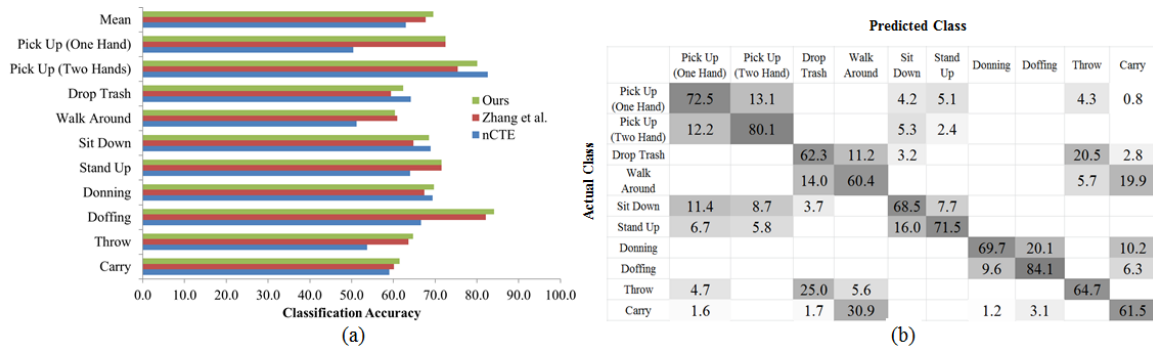 Mean
Pick Up (One Hand)
Pick Up (Two Hands)
Drop Trash
Walk Around
Sit Down
Stand Up
Donning
Doffing
Throw
Carry
Ours
Zhang et al.
nCTE
0.0 10.0 20.0 30.0 40.0 50.0 60.0 70.0 80.0 90.0 100.0
Classification Accuracy
(a)
Predicted Class
Actual Class
Pick Up (One Hand) Pick Up (Two Hand) Drop Trash Walk Around Sit Down Stand Up Donning Doffing Throw Carry
Pick Up (One Hand) 72.5 13.1 4.2 5.1 4.3 0.8
Pick Up (Two Hand) 12.2 80.1 5.3 2.4
Drop Trash 62.3 11.2 3.2 20.5 2.8
Walk Around 14.0 60.4 5.7 19.9
Sit Down 11.4 8.7 3.7 68.5 7.7
Stand Up 6.7 5.8 16.0 71.5
Donning 69.7 20.1 10.2
Doffing 9.6 84.1 6.3
Throw 4.7 25.0 5.6 64.7
Carry 1.6 1.7 30.9 1.2 3.1 61.5
(b)